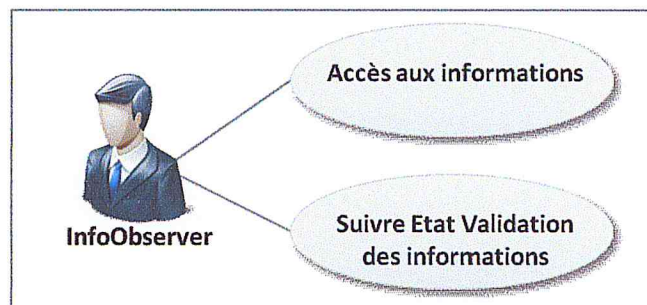 Accès aux informations
InfoObserver
Suivre Etat Validation
des informations